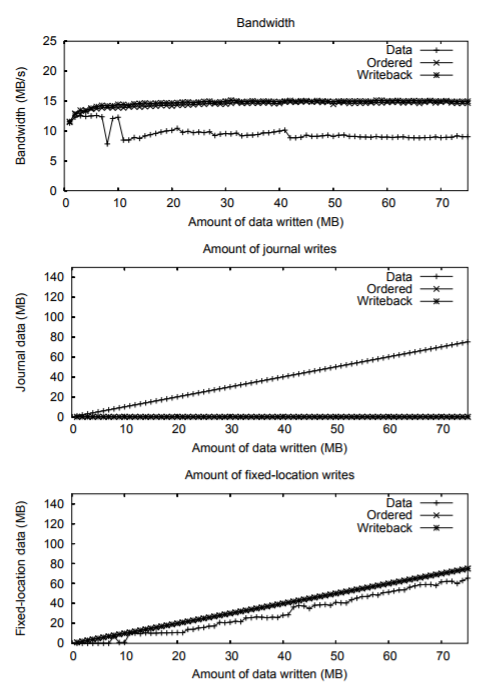 Bandwidth
25
20
15
10
5
0
Bandwidth (MB/s)
Data
Ordered
Writeback
0 10 20 30 40 50 60 70
Amount of data written (MB)
Amount of journal writes
140
120
100
80
60
40
20
0
Journal data (MB)
Data
Ordered
Writeback
0 10 20 30 40 50 60 70
Amount of data written (MB)
Amount of fixed-location writes
140
120
100
80
60
40
20
0
Fixed-location data (MB)
Data
Ordered
Writeback
0 10 20 30 40 50 60 70
Amount of data written (MB)